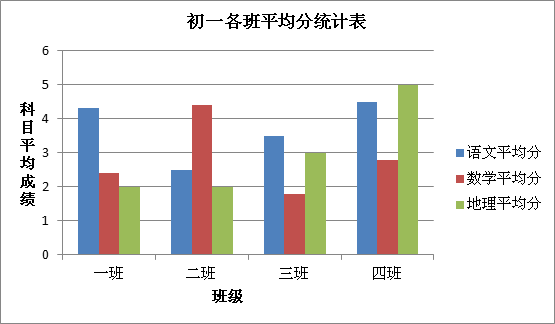 初一各班平均分统计表
科目平均成绩
6
5
4
3
2
1
0
一班 二班 三班 四班
班级
语文平均分
数学平均分
地理平均分